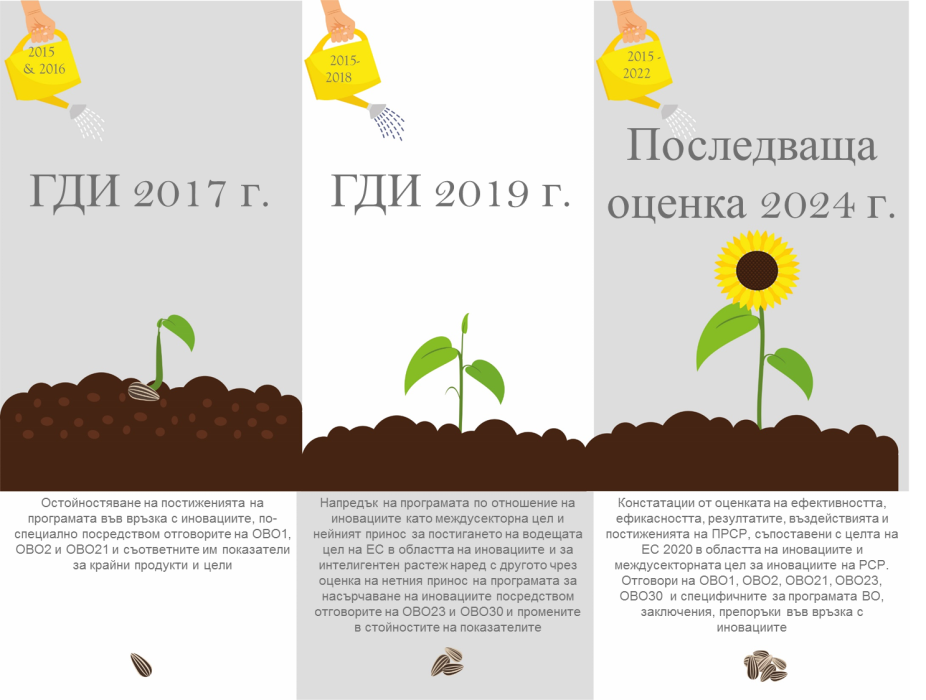 2015
& 2016
ГДИ 2017 г.
Остойностяване на постиженията на
програмата във връзка с иновациите, по-
специално посредством отговорите на ОВО1,
ОВО2 и ОВО21 и съответните им показатели
за крайни продукти и цели
2015-
2018
ГДИ 2019 г.
Напредък на програмата по отношение на
иновациите като междусекторна цел и
нейният принос за постигането на водещата
цел на ЕС в областта на иновациите и за
интелигентен растеж наред с другото чрез
оценка на нетния принос на програмата за
насърчаване на иновациите посредством
отговорите на ОВО23 и ОВО30 и промените
в стойностите на показателите
2015 -
2022
Последваща
оценка 2024 г.
Констатации от оценката на ефективността,
ефикасността, резултатите, въздействията и
постиженията на ПРСР, съпоставени с целта на
ЕС 2020 в областта на иновациите и
междусекторната цел за иновациите на РСР.
Отговори на ОВО1, ОВО2, ОВО21, ОВО23,
ОВО30 и специфичните за програмата ВО,
заключения, препоръки във връзка с
иновациите